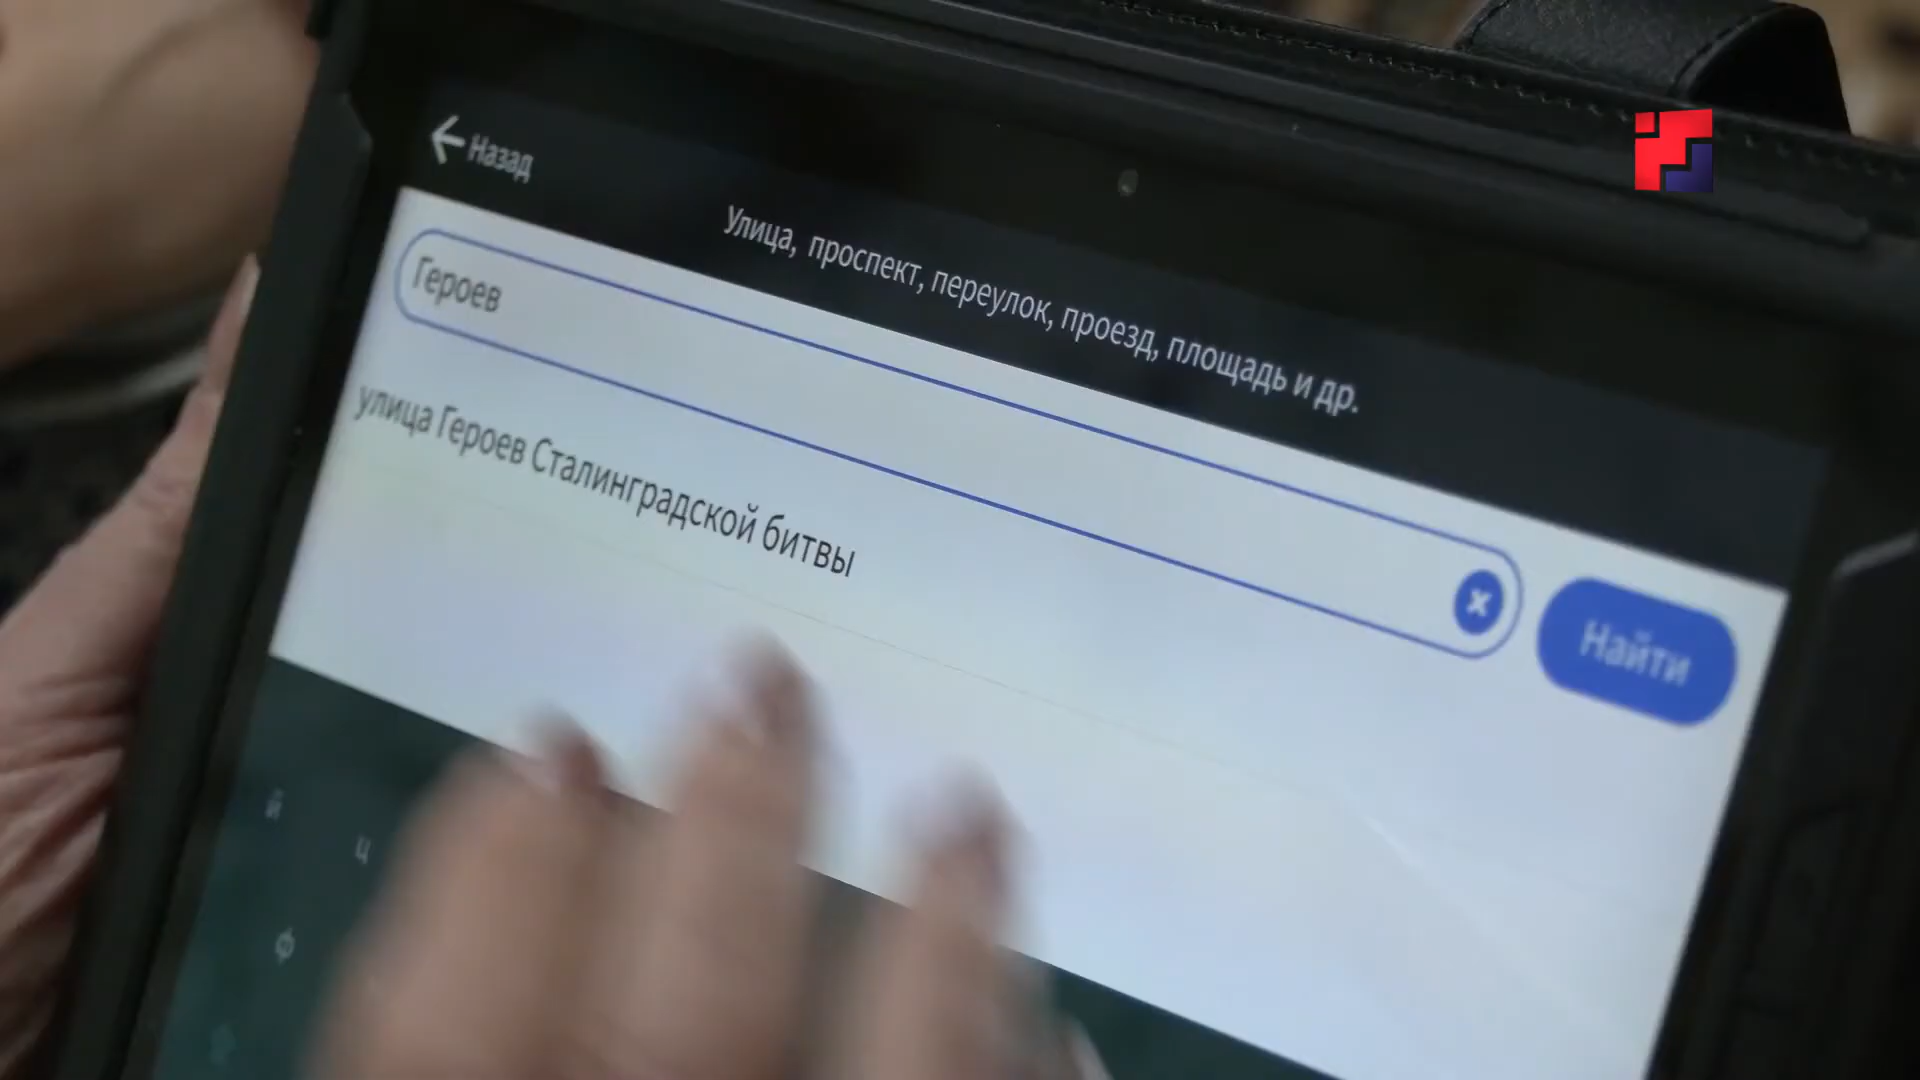 Назад
Улица, проспект, переулок, проезд, площадь и др.
Героев
Найти
улица Героев Сталинградской битвы
й
ц
ф